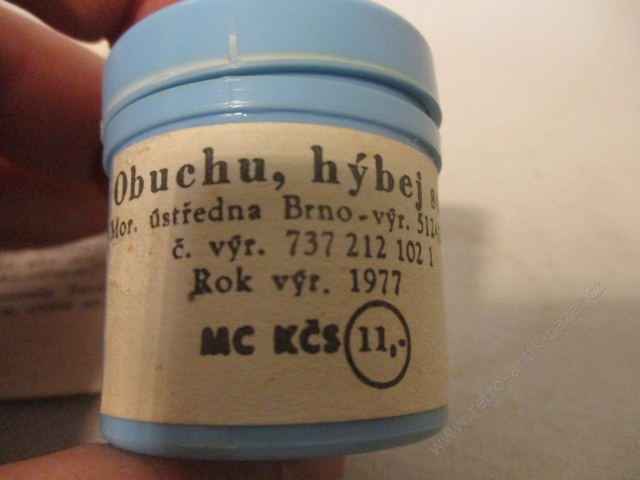 Obuchu, hýbej
Mor. ústředna Brno-výr.
č. výr. 737 212 102 1
Rok výr. 1977
MC KČS 11,-
www.retro-antik-bazar.cz